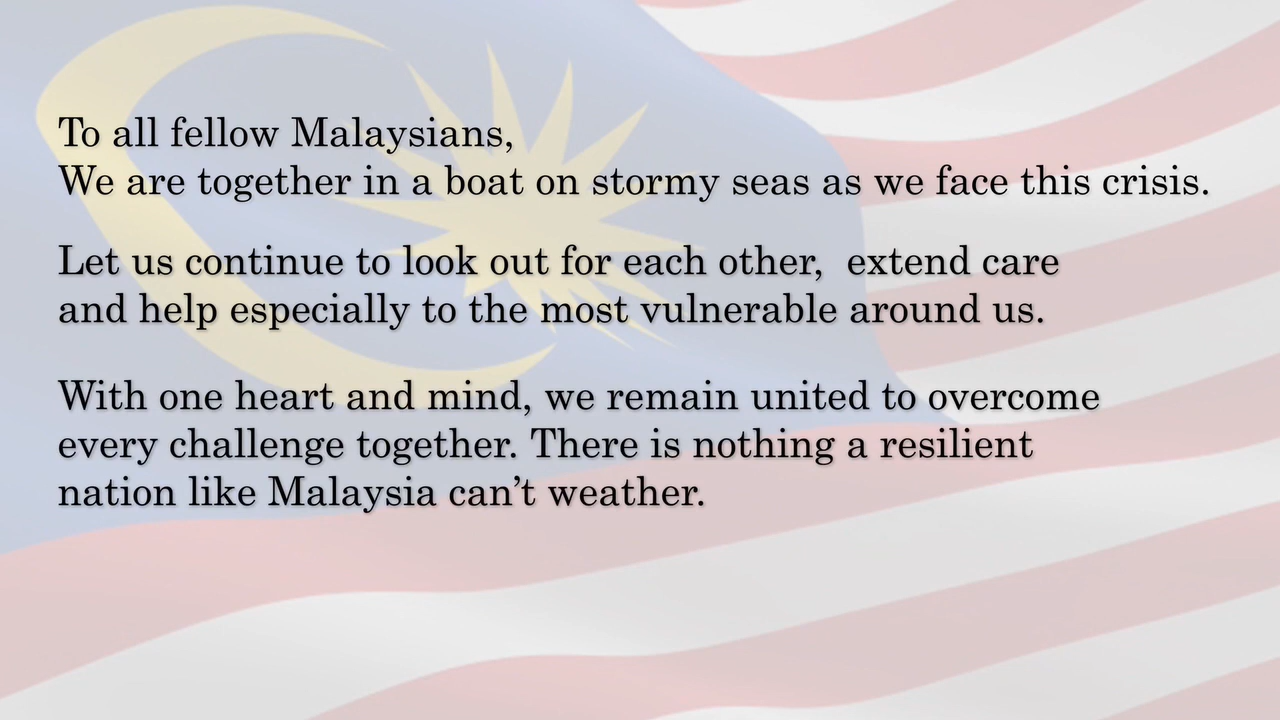 To all fellow Malaysians,
We are together in a boat on stormy seas as we face this crisis.
Let us continue to look out for each other,  extend care
and help especially to the most vulnerable around us.
With one heart and mind, we remain united to overcome
every challenge together. There is nothing a resilient
nation like Malaysia can’t weather.